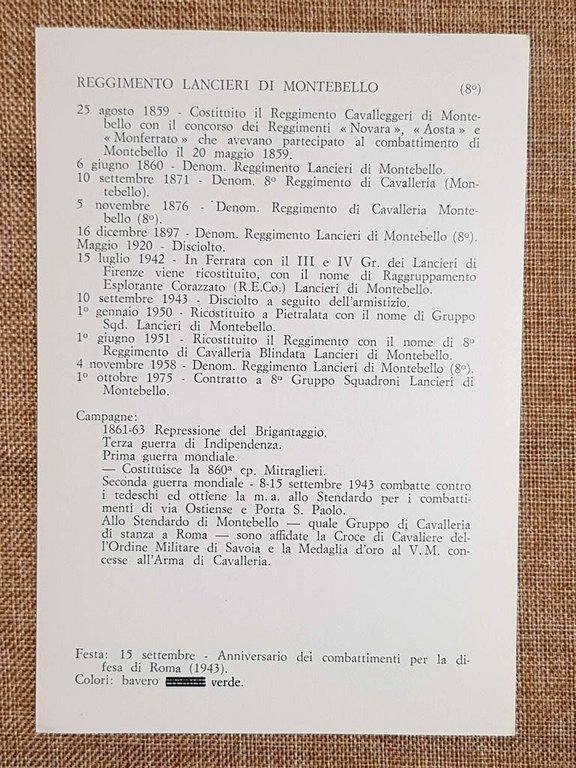 REGGIMENTO LANCIERI DI MONTEBELLO (8º)
25 agosto 1859 - Costituito il Reggimento Cavalleggeri di Monte-
bello con il concorso dei Reggimenti « Novara », « Aosta » e
« Monferrato » che avevano partecipato al combattimento di
Montebello il 20 maggio 1859.
6 giugno 1860 - Denom. Reggimento Lancieri di Montebello.
10 settembre 1871 - Denom. 8º Reggimento di Cavalleria (Mon-
tebello).
5 novembre 1876 - Denom. Reggimento di Cavalleria Monte-
bello (8º).
16 dicembre 1897 - Denom. Reggimento Lancieri di Montebello (8º).
Maggio 1920 - Disciolto.
15 luglio 1942 - In Ferrara con il III e IV Gr. dei Lancieri di
Firenze viene ricostituito, con il nome di Raggruppamento
Esplorante Corazzato (R.E.Co.) Lancieri di Montebello.
10 settembre 1943 - Disciolto a seguito dell'armistizio.
1º gennaio 1950 - Ricostituito a Pietralata con il nome di Gruppo
Sqd. Lancieri di Montebello.
1º giugno 1951 - Ricostituito il Reggimento con il nome di 8º
Reggimento di Cavalleria Blindata Lancieri di Montebello.
4 novembre 1958 - Denom. Reggimento Lancieri di Montebello (8º).
1º ottobre 1975 - Contratto a 8º Gruppo Squadroni Lancieri di
Montebello.
Campagne:
1861-63 Repressione del Brigantaggio.
Terza guerra di Indipendenza.
Prima guerra mondiale.
— Costituisce la 860ª cp. Mitraglieri.
Seconda guerra mondiale - 8-15 settembre 1943 combatte contro
i tedeschi ed ottiene la m. a. allo Stendardo per i combatti-
menti di via Ostiense e Porta S. Paolo.
Allo Stendardo di Montebello — quale Gruppo di Cavalleria
di stanza a Roma — sono affidate la Croce di Cavaliere del-
l'Ordine Militare di Savoia e la Medaglia d'oro al V. M. con-
cesse all'Arma di Cavalleria.
Festa: 15 settembre - Anniversario dei combattimenti per la di-
fesa di Roma (1943).
Colori: bavero verde.